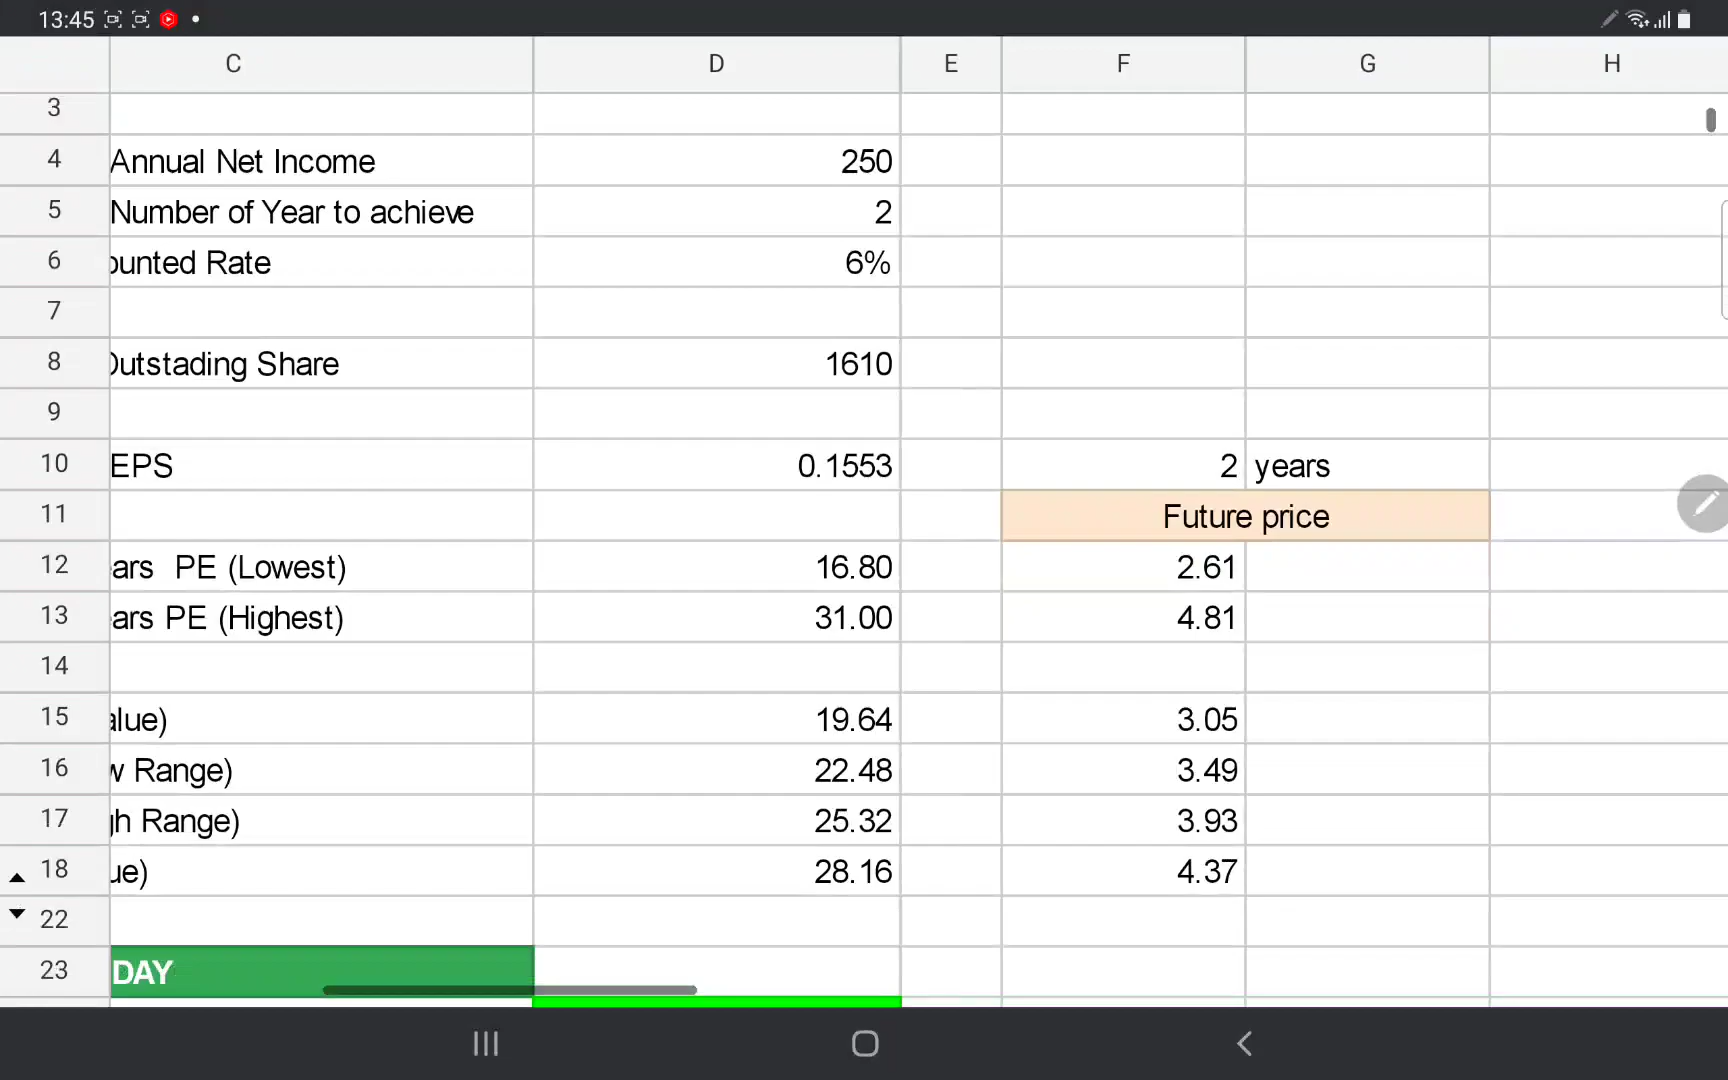 13:45
C D E F G H
3
4 Annual Net Income 250
5 Number of Year to achieve 2
6 ounted Rate 6%
7
8 Outstading Share 1610
9
10 EPS 0.1553 2 years
11 Future price
12 ars PE (Lowest) 16.80 2.61
13 ears PE (Highest) 31.00 4.81
14
15 alue) 19.64 3.05
16 w Range) 22.48 3.49
17 gh Range) 25.32 3.93
18 ue) 28.16 4.37
22
23 DAY